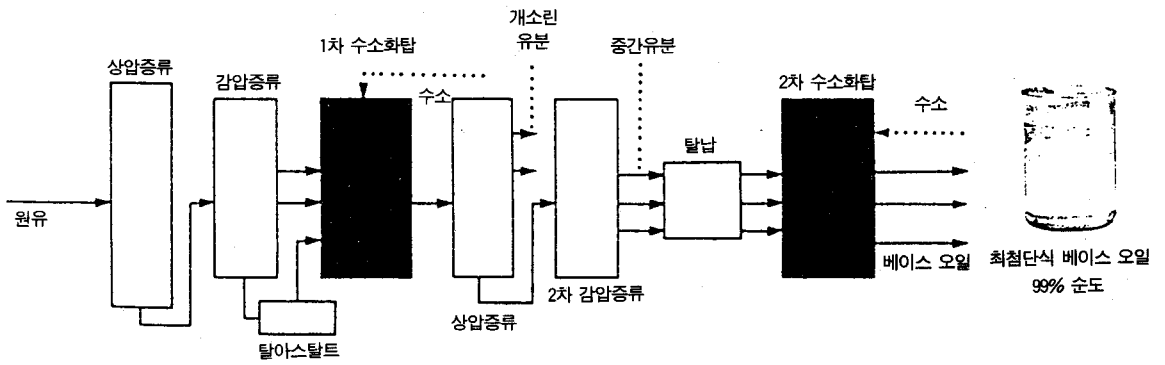 개소린
유분
1차 수소화탑
중간유분
상압증류
감압증류
2차 수소화탑
수소
수소
탈납
원유
베이스 오일
최첨단식 베이스 오일
99% 순도
2차 감압증류
상압증류
탈아스탈트